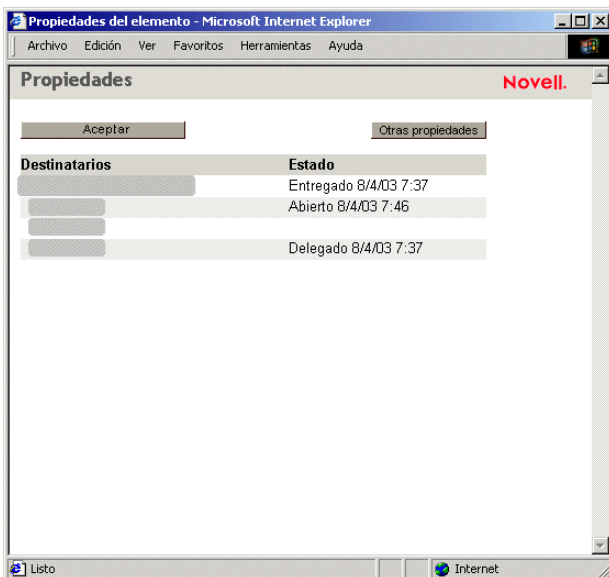 Propiedades del elemento - Microsoft Internet Explorer
Archivo Edición Ver Favoritos Herramientas Ayuda
Propiedades
Novell.
Aceptar Otras propiedades
Destinatarios Estado
Entregado 8/4/03 7:37
Abierto 8/4/03 7:46
Delegado 8/4/03 7:37
Listo Internet